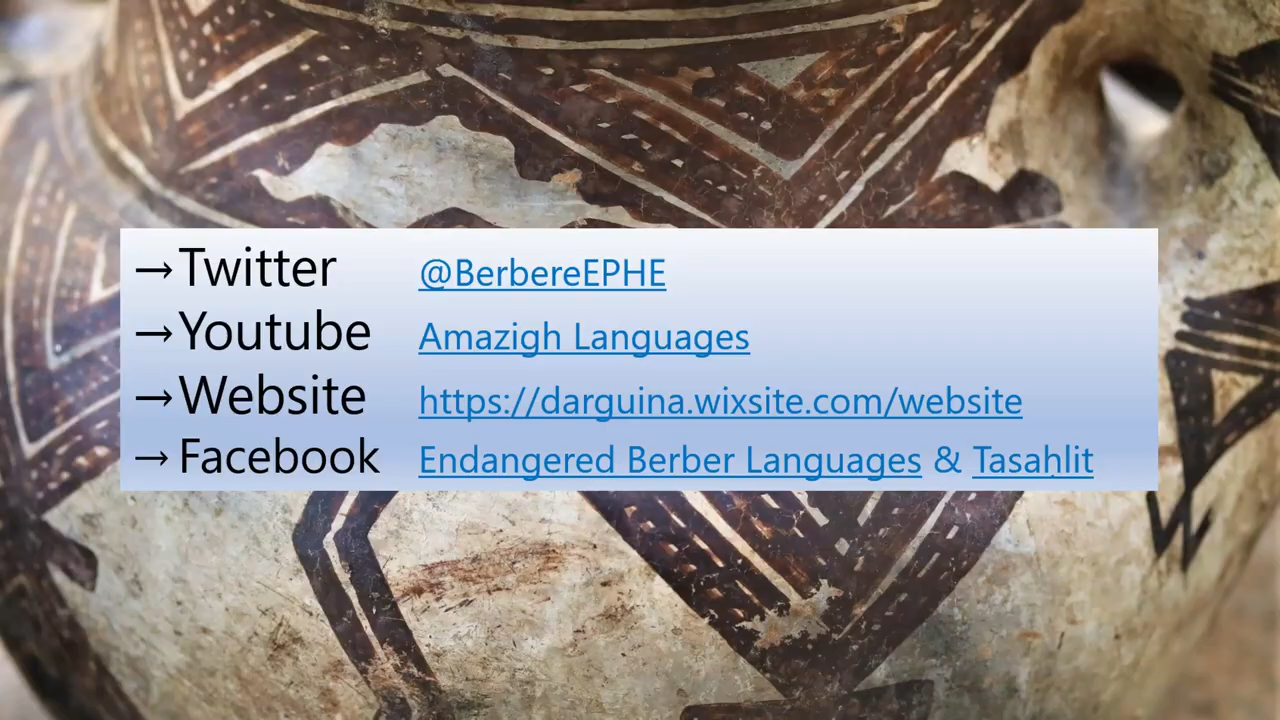 →Twitter @BerbereEPHE
→Youtube Amazigh Languages
→Website https://darguina.wixsite.com/website
→Facebook Endangered Berber Languages & Tasaḥlit